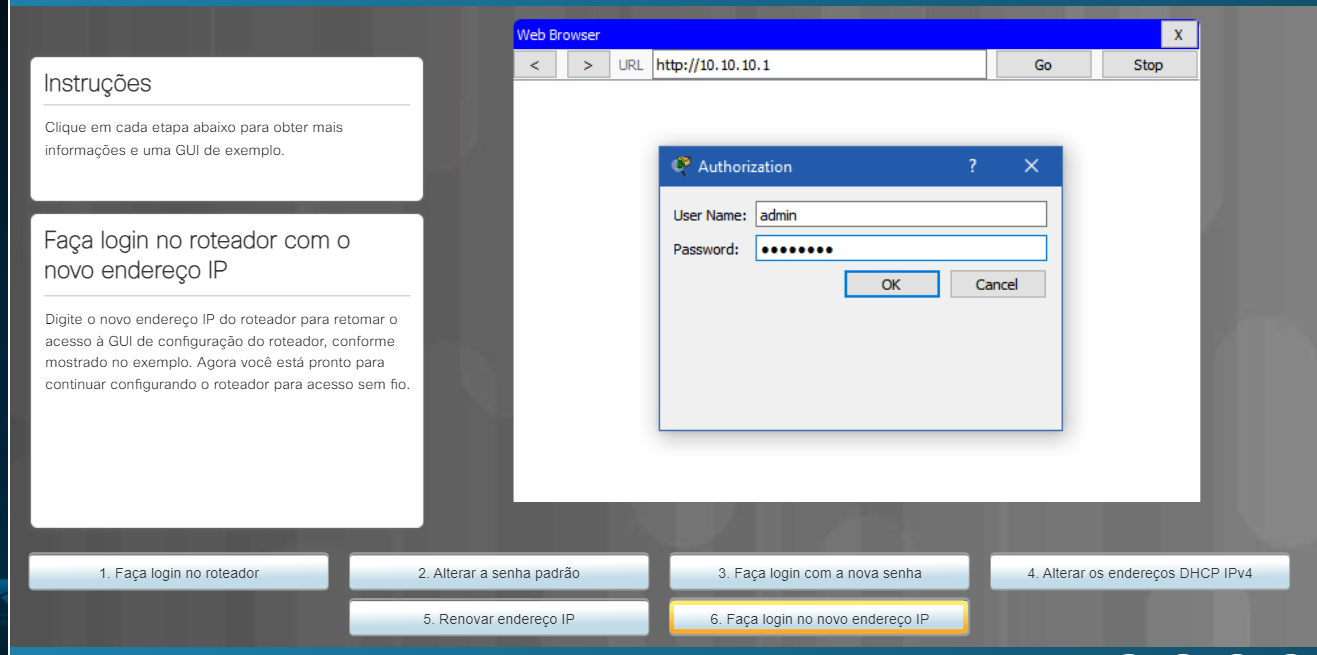 Instruções
Clique em cada etapa abaixo para obter mais
informações e uma GUI de exemplo.
Faça login no roteador com o
novo endereço IP
Digite o novo endereço IP do roteador para retomar o
acesso à GUI de configuração do roteador, conforme
mostrado no exemplo. Agora você está pronto para
continuar configurando o roteador para acesso sem fio.
Web Browser X
< > URL http://10.10.10.1 Go Stop
Authorization ? X
User Name: admin
Password: ••••••••
OK Cancel
1. Faça login no roteador
2. Alterar a senha padrão
3. Faça login com a nova senha
4. Alterar os endereços DHCP IPv4
5. Renovar endereço IP
6. Faça login no novo endereço IP